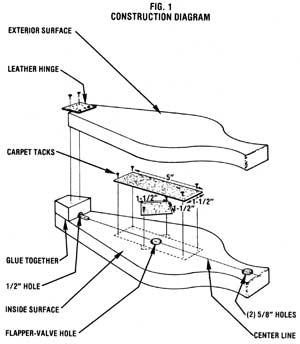 FIG. 1
CONSTRUCTION DIAGRAM
EXTERIOR SURFACE
LEATHER HINGE
CARPET TACKS
5"
1-1/2"
1-1/2"
1-1/2"
GLUE TOGETHER
1/2" HOLE
INSIDE SURFACE
FLAPPER-VALVE HOLE
(2) 5/8" HOLES
CENTER LINE